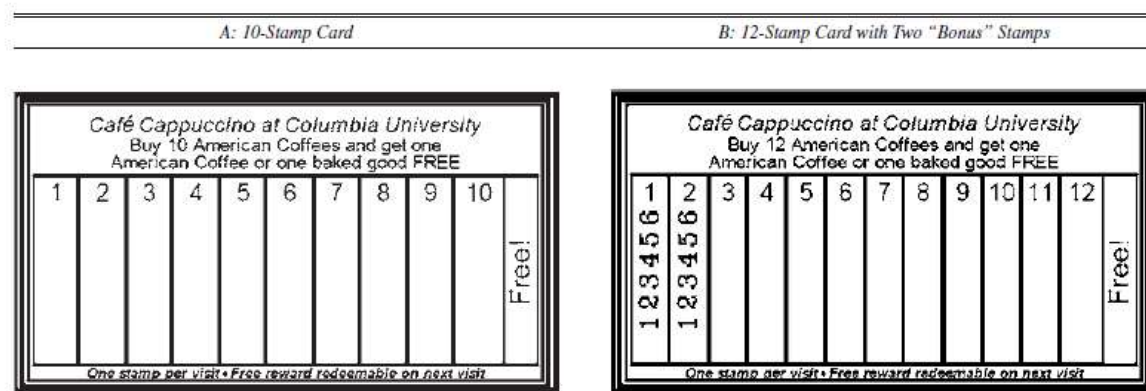 A: 10-Stamp Card
B: 12-Stamp Card with Two “Bonus” Stamps
Café Cappuccino at Columbia University
Buy 10 American Coffees and get one
American Coffee or one baked good FREE
1 2 3 4 5 6 7 8 9 10
Free!
One stamp per visit • Free reward redeemable on next visit
Café Cappuccino at Columbia University
Buy 12 American Coffees and get one
American Coffee or one baked good FREE
1 2 3 4 5 6 7 8 9 10 11 12
123456
123456
Free!
One stamp per visit • Free reward redeemable on next visit